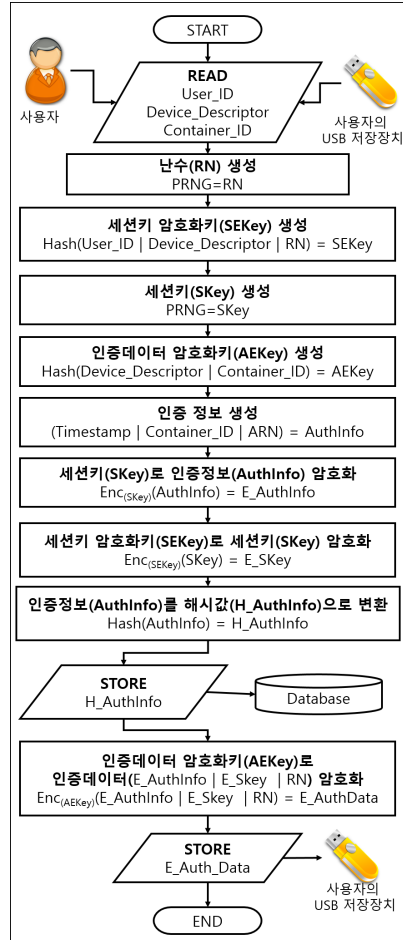 START
READ
User_ID
Device_Descriptor
Container_ID
사용자
사용자의
USB 저장장치
난수(RN) 생성
PRNG=RN
세션키 암호화키(SEKey) 생성
Hash(User_ID | Device_Descriptor | RN) = SEKey
세션키(SKey) 생성
PRNG=SKey
인증데이터 암호화키(AEKey) 생성
Hash(Device_Descriptor | Container_ID) = AEKey
인증 정보 생성
(Timestamp | Container_ID | ARN) = AuthInfo
세션키(SKey)로 인증정보(AuthInfo) 암호화
Enc(SKey)(AuthInfo) = E_AuthInfo
세션키 암호화키(SEKey)로 세션키(SKey) 암호화
Enc(SEKey)(SKey) = E_SKey
인증정보(AuthInfo)를 해시값(H_AuthInfo)으로 변환
Hash(AuthInfo) = H_AuthInfo
STORE
H_AuthInfo
Database
인증데이터 암호화키(AEKey)로
인증데이터(E_AuthInfo | E_Skey | RN) 암호화
Enc(AEKey)(E_AuthInfo | E_Skey | RN) = E_AuthData
STORE
E_Auth_Data
사용자의
USB 저장장치
END